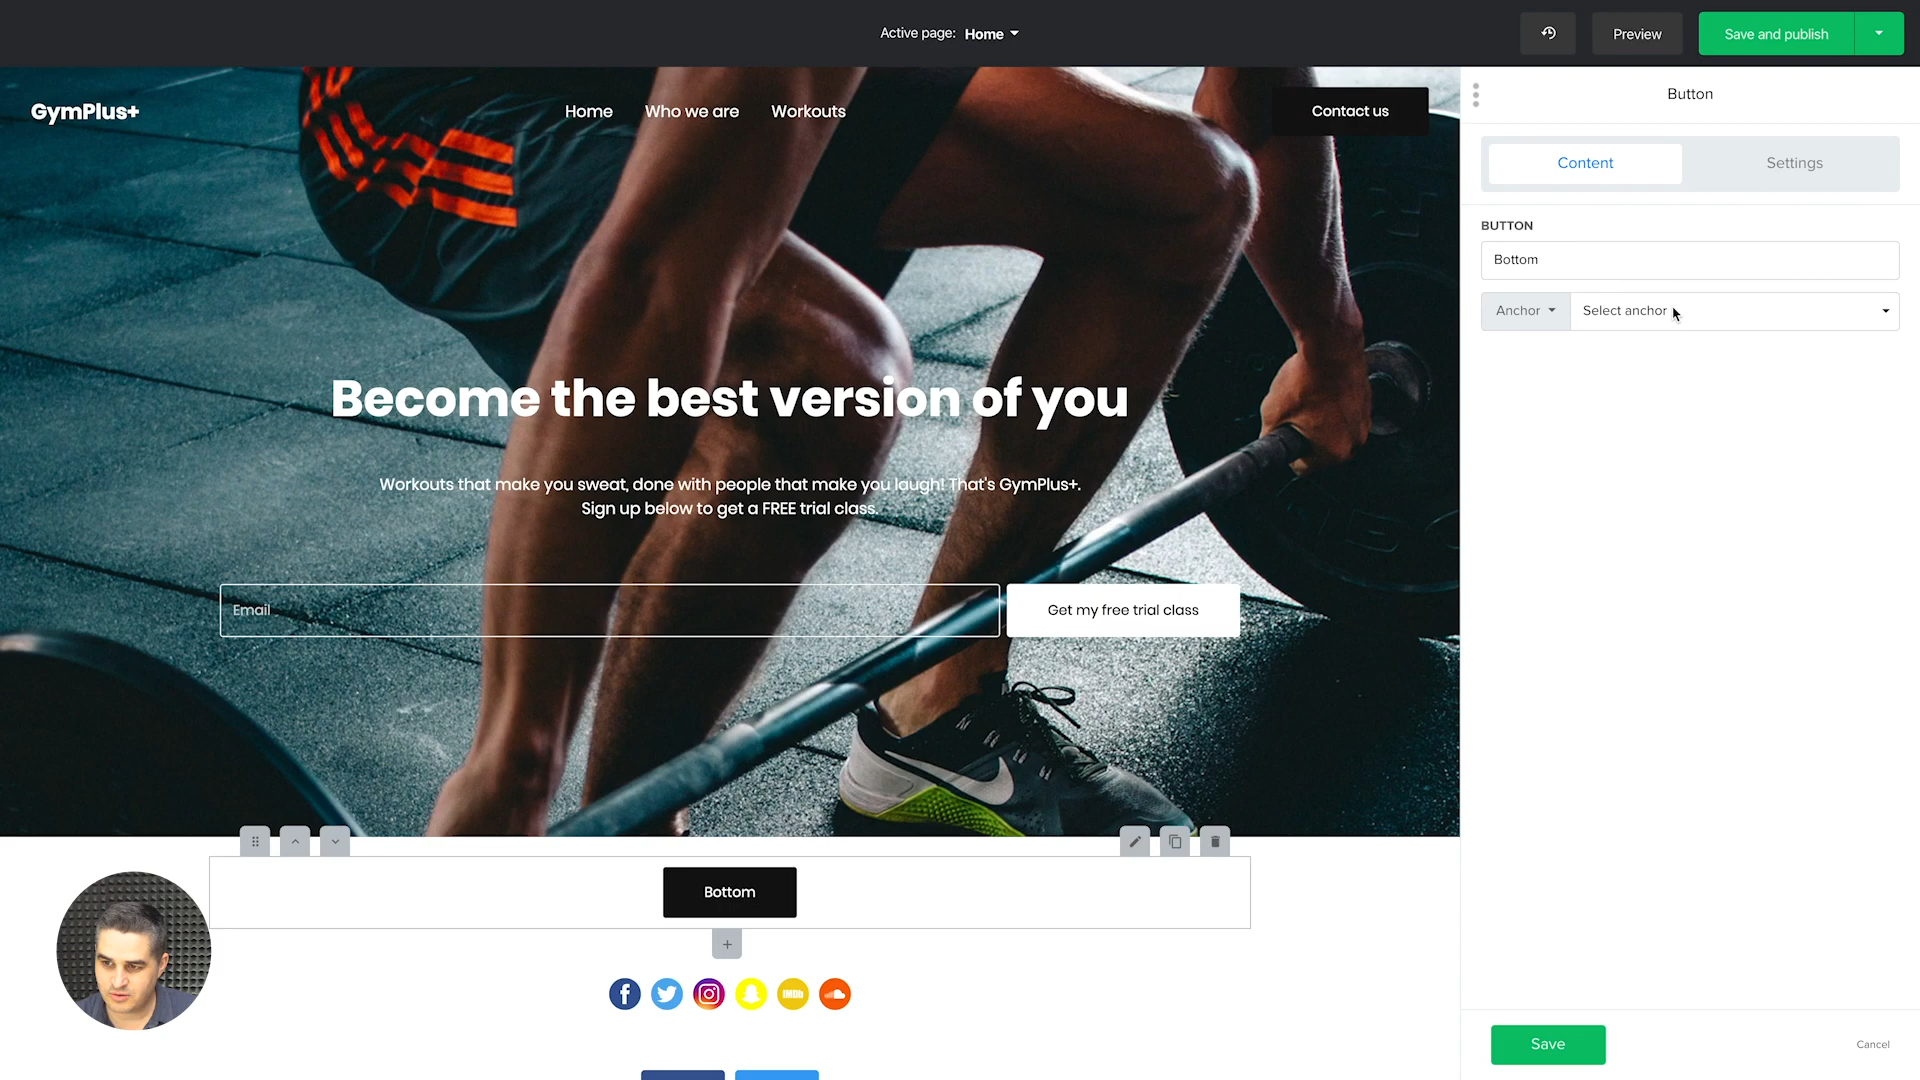 Active page: Home
Preview
Save and publish
GymPlus+
Home
Who we are
Workouts
Contact us
Button
Content
Settings
BUTTON
Bottom
Anchor
Select anchor
Become the best version of you
Workouts that make you sweat, done with people that make you laugh! That's GymPlus+.
Sign up below to get a FREE trial class.
Email
Get my free trial class
Bottom
IMDb
Save
Cancel